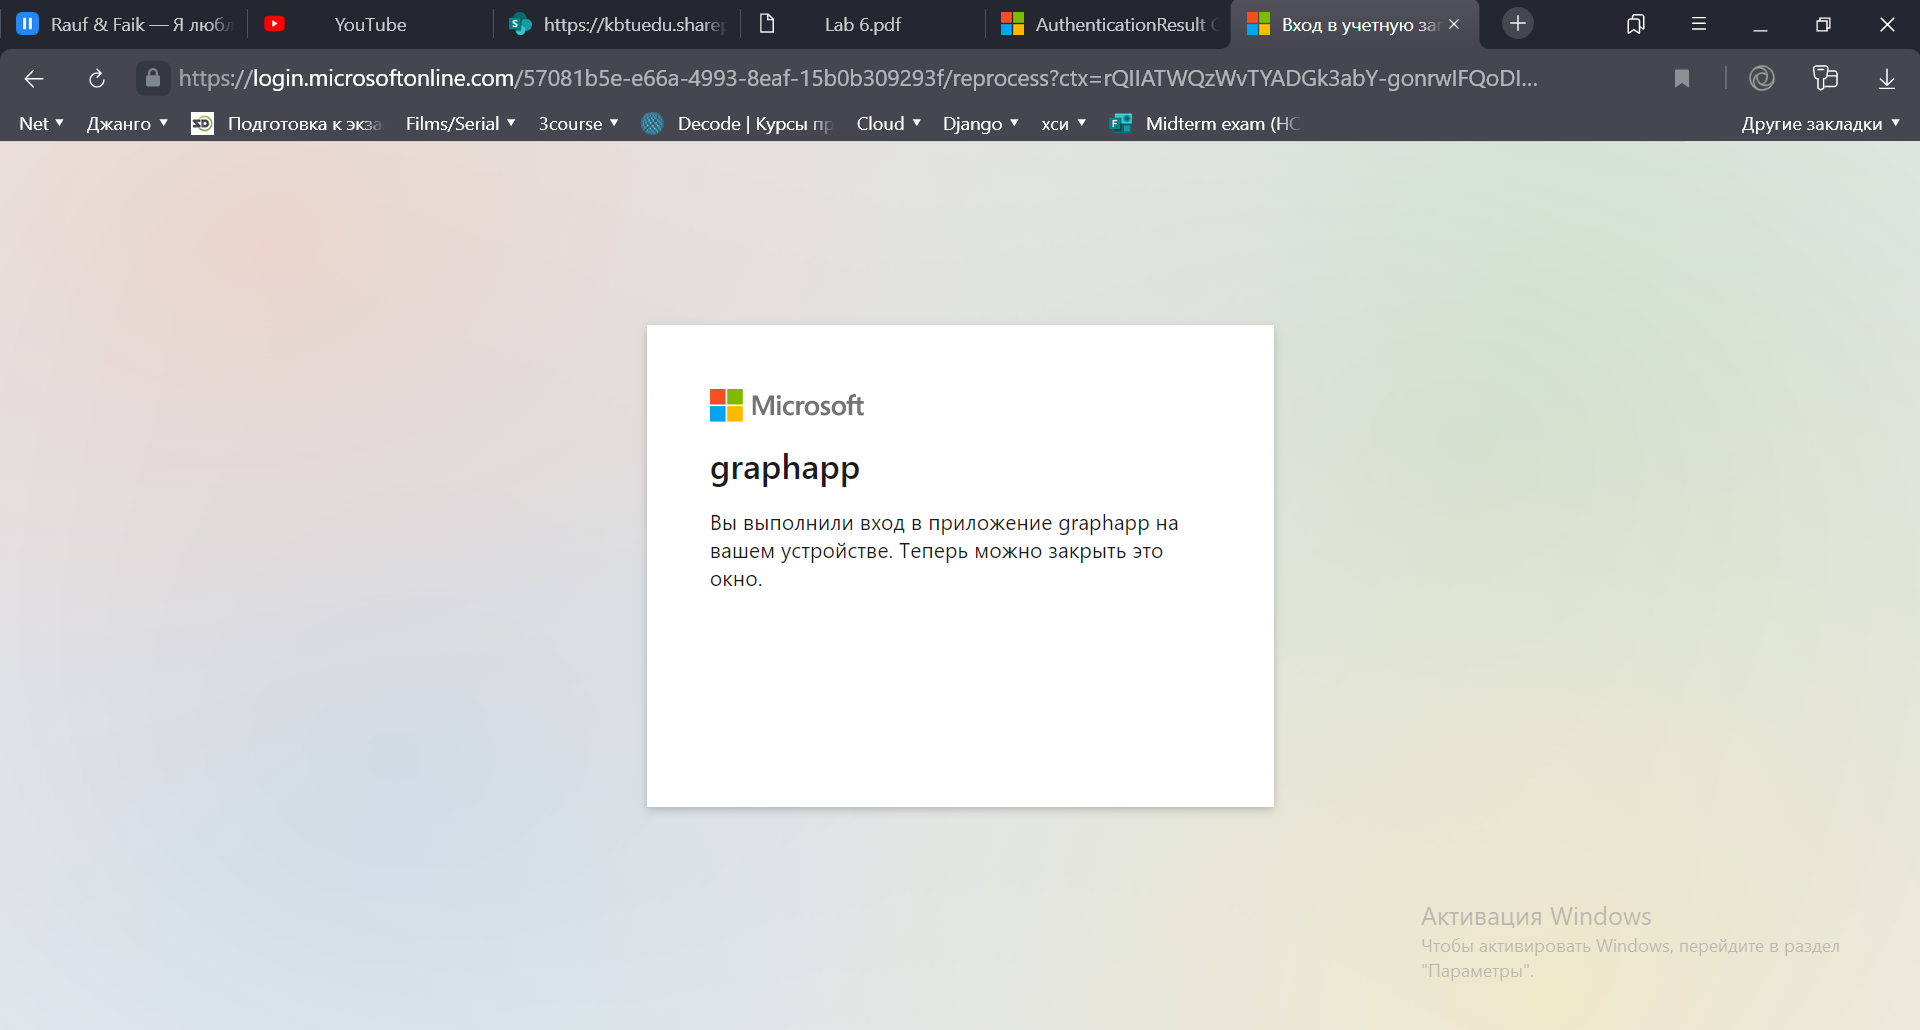 Rauf & Faik — Я любл
YouTube
https://kbtuedu.sharep
Lab 6.pdf
AuthenticationResult C
Вход в учетную за
https://login.microsoftonline.com/57081b5e-e66a-4993-8eaf-15b0b309293f/reprocess?ctx=rQIIATWQzWvTYADGk3abY-gonrwIFQoDI...
Net
Джанго
Подготовка к экза
Films/Serial
3course
Decode | Курсы пр
Cloud
Django
хси
Midterm exam (НС
Другие закладки
Microsoft
graphapp
Вы выполнили вход в приложение graphapp на
вашем устройстве. Теперь можно закрыть это
окно.
Активация Windows
Чтобы активировать Windows, перейдите в раздел
"Параметры".